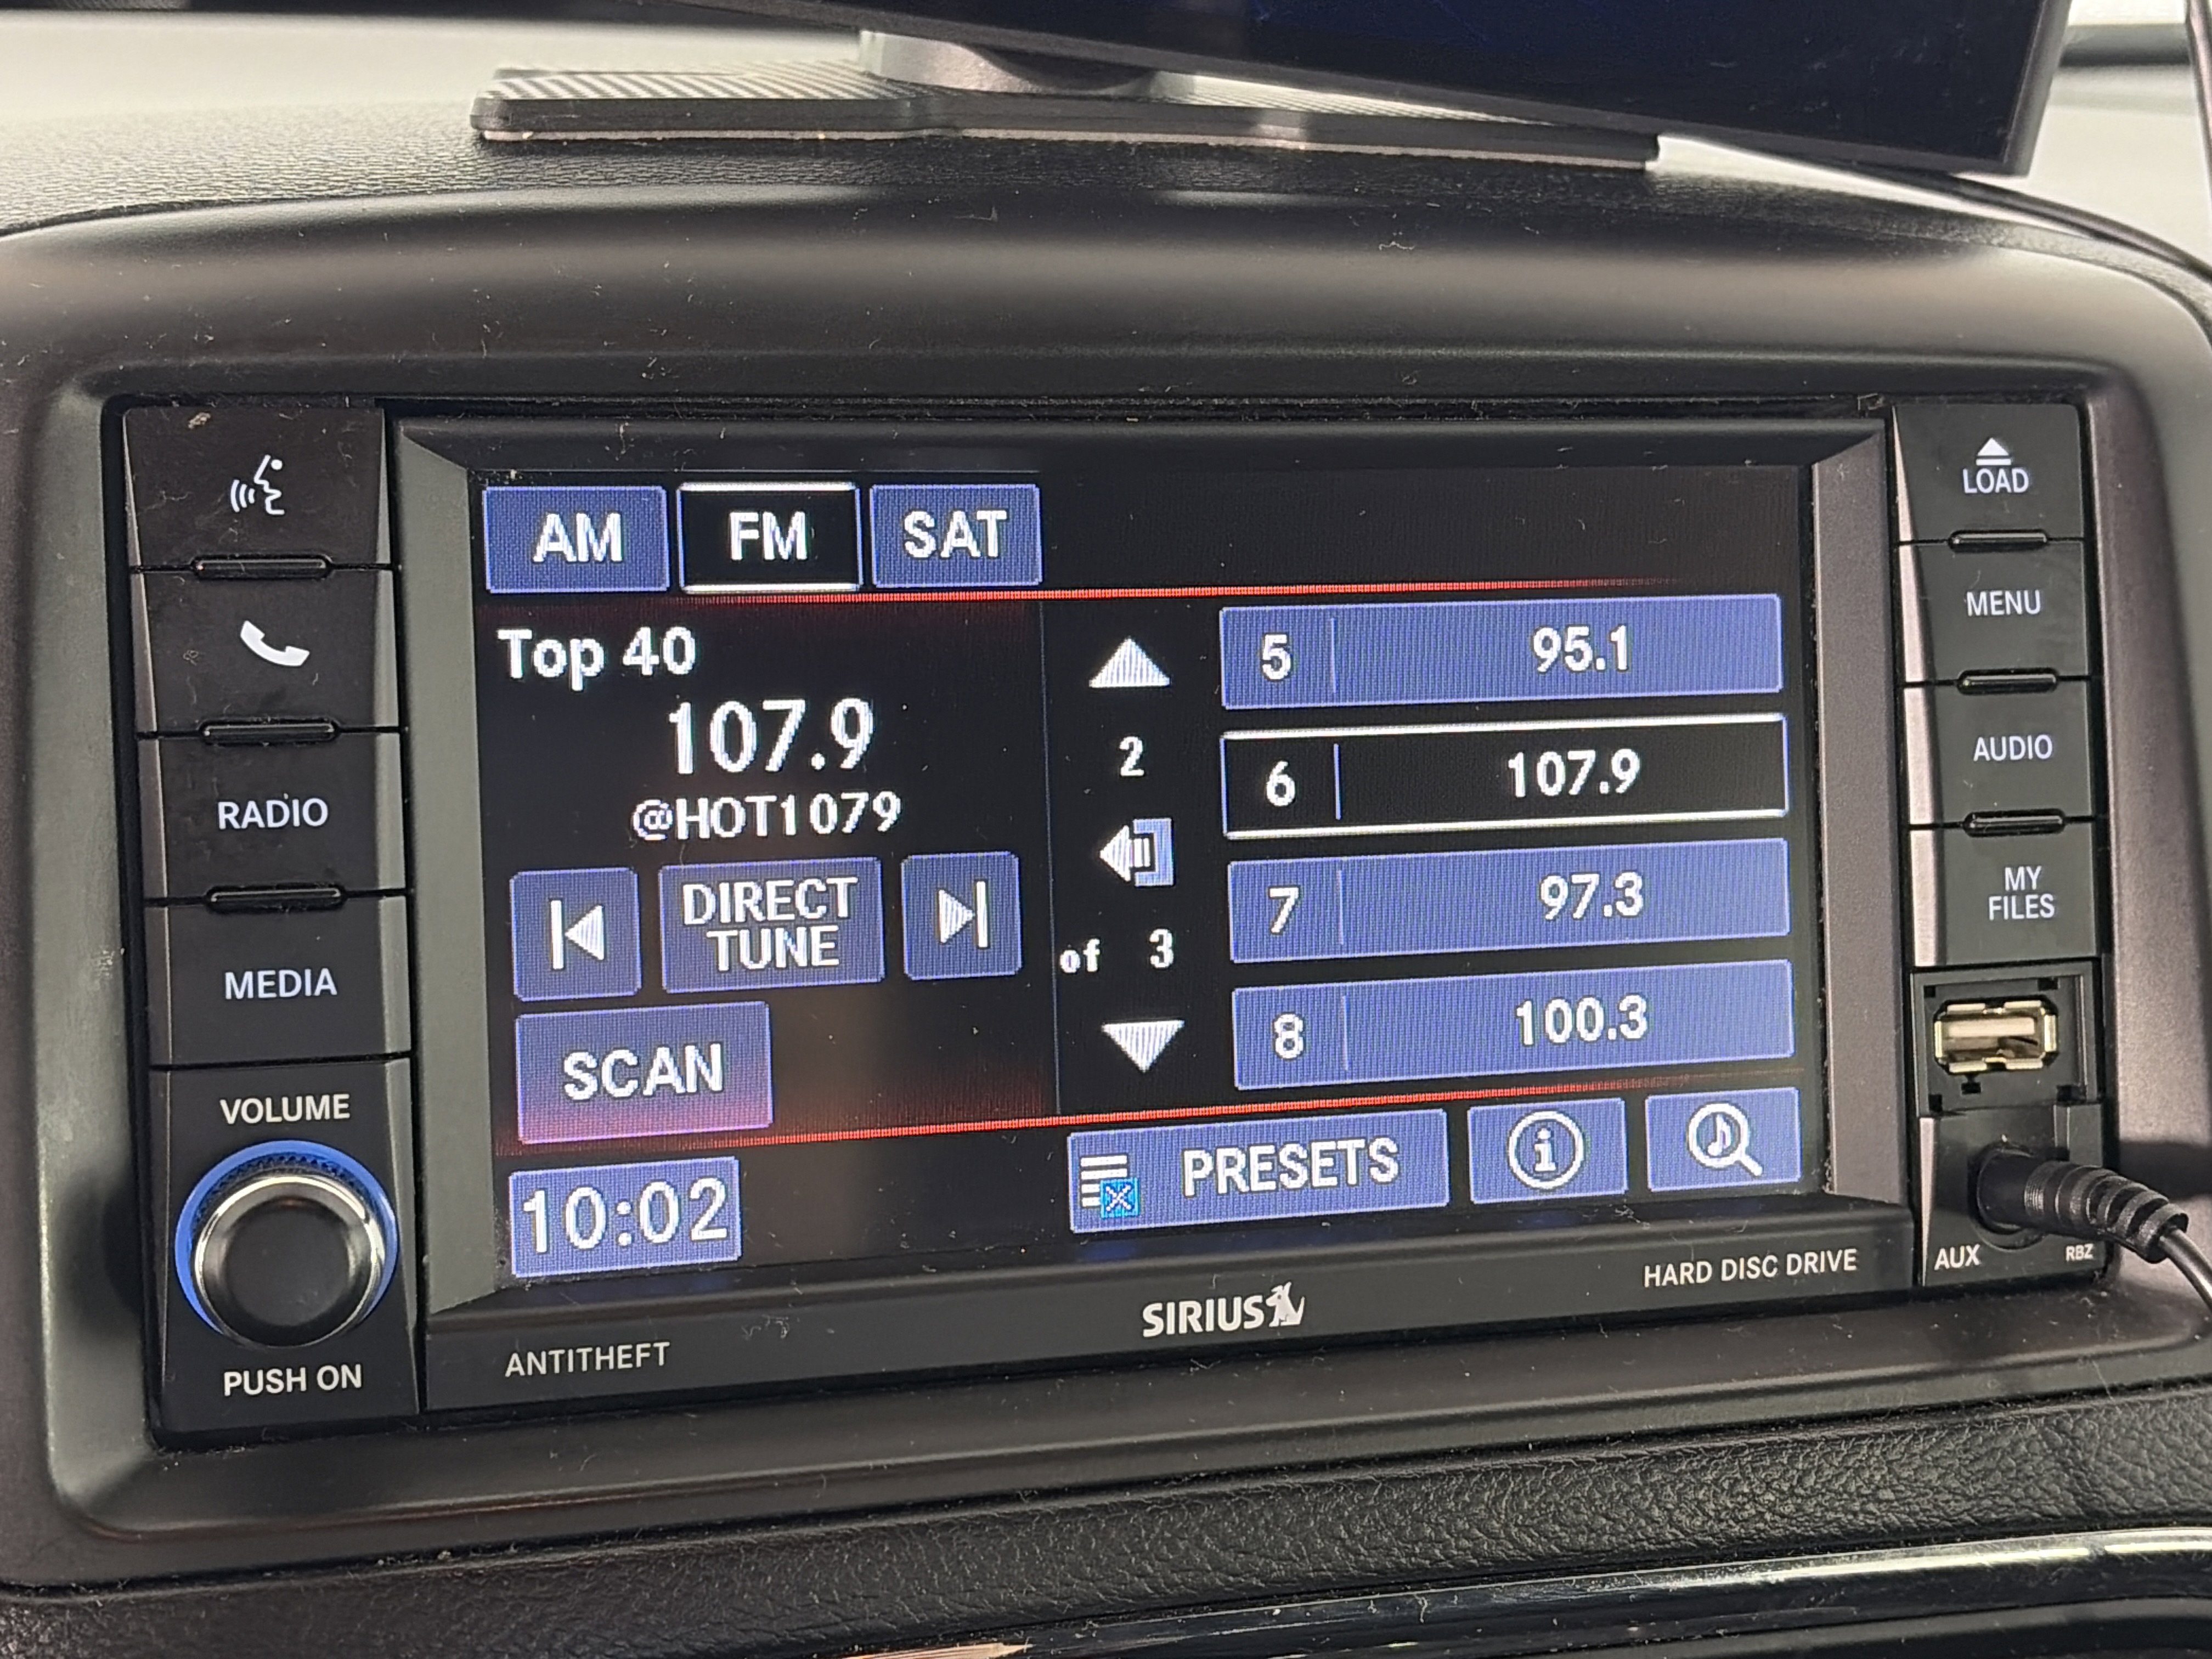 RADIO
MEDIA
VOLUME
PUSH ON
AM FM SAT
Top 40
107.9
@HOT1079
DIRECT
TUNE
SCAN
10:02
2
of 3
5 95.1
6 107.9
7 97.3
8 100.3
PRESETS
i
LOAD
MENU
AUDIO
MY
FILES
AUX RBZ
ANTITHEFT
SIRIUS
HARD DISC DRIVE